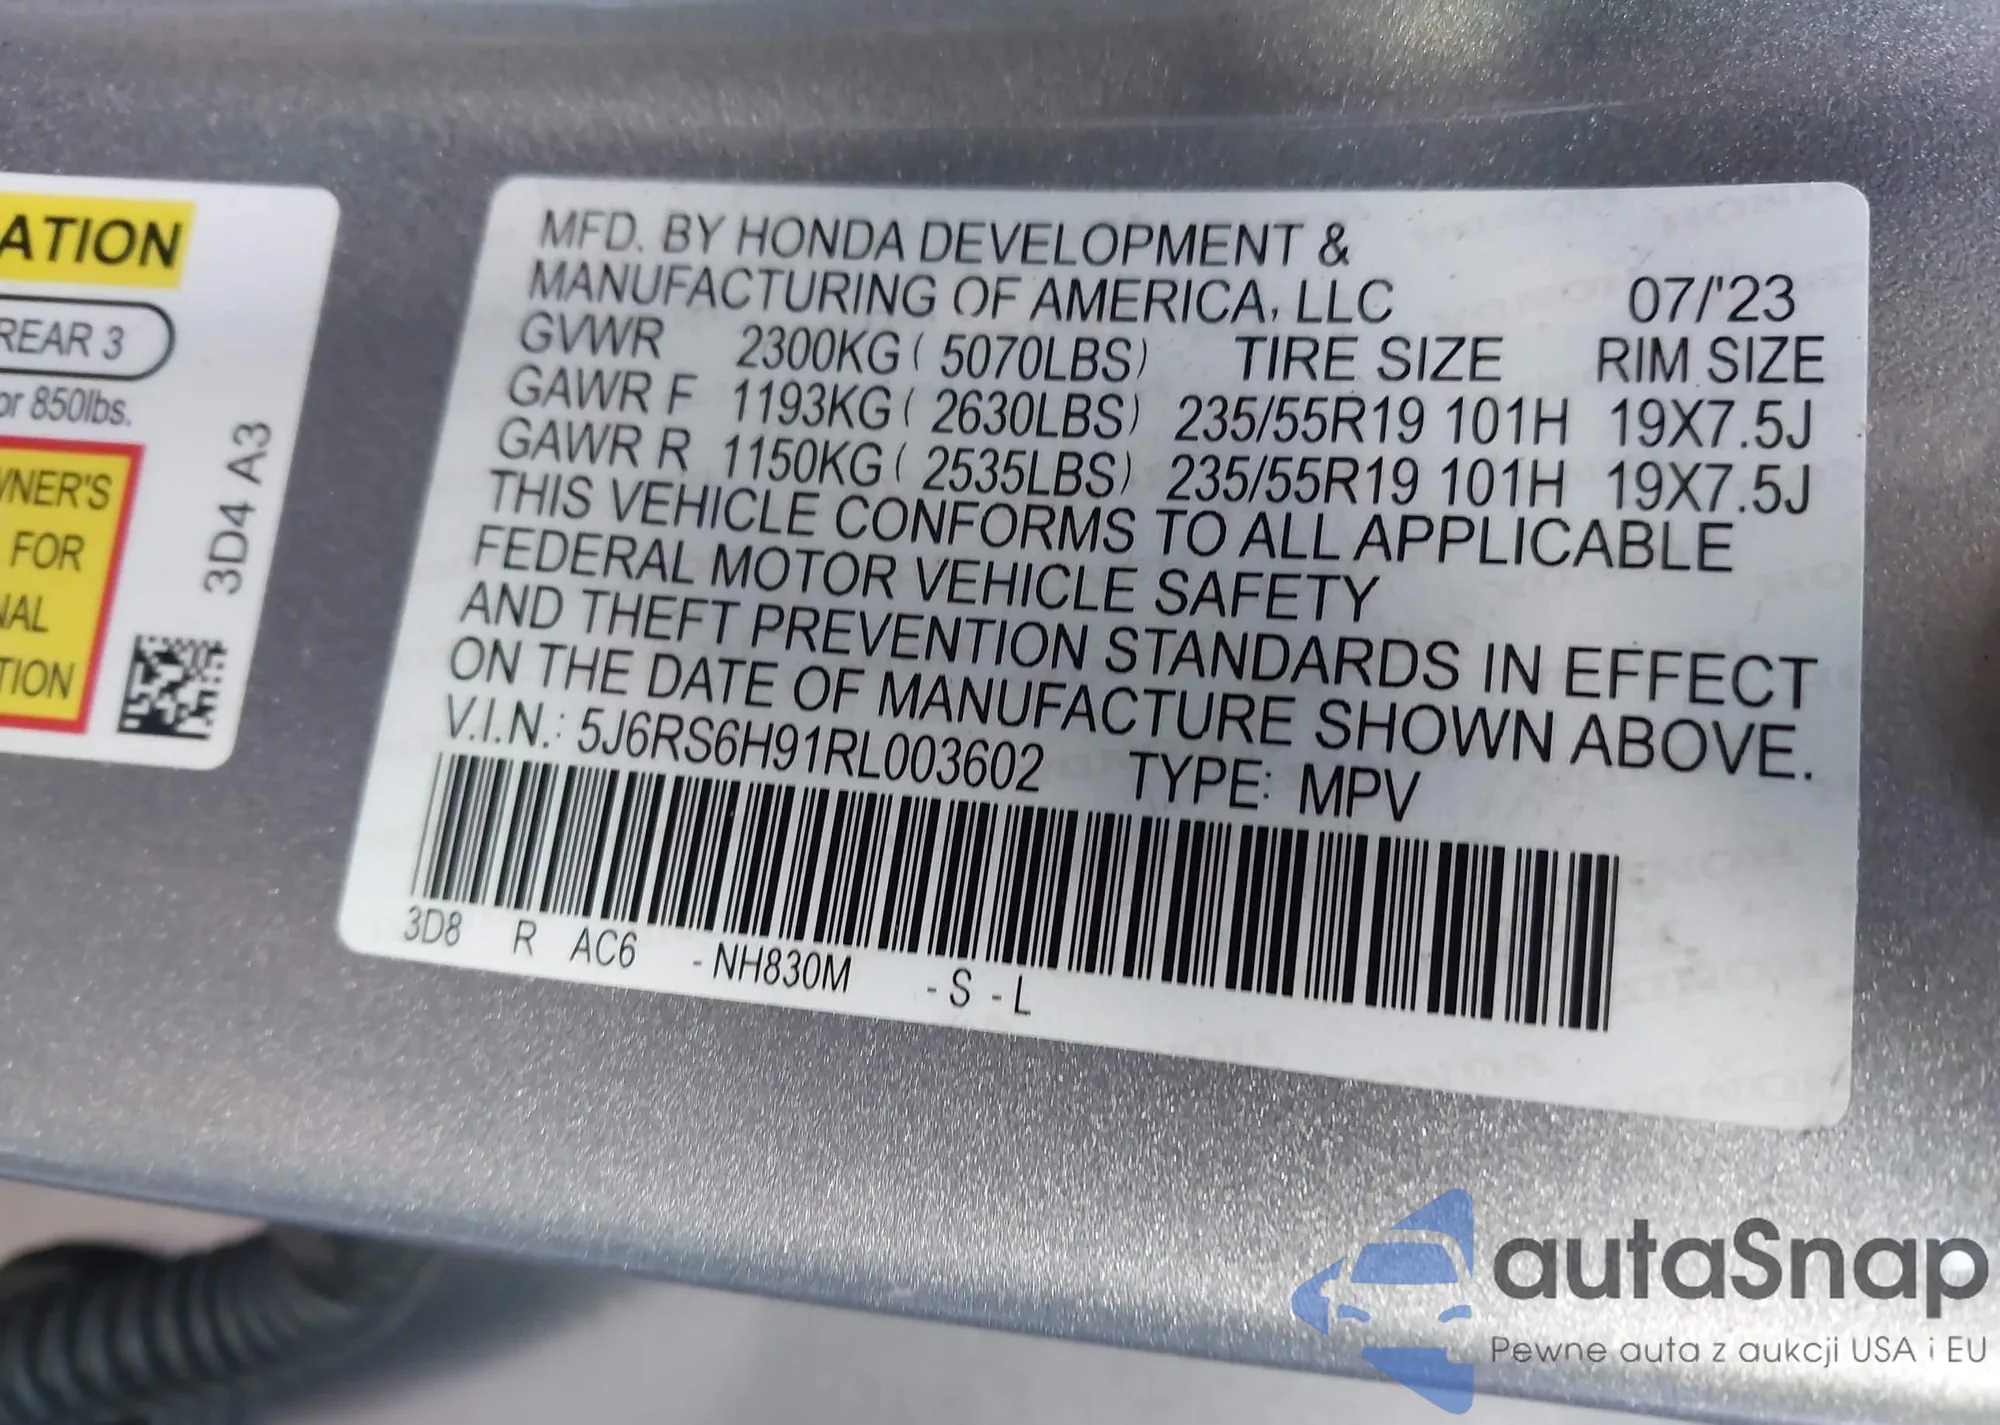 ATION
REAR 3
or 850lbs.
WNER'S
FOR
NAL
TION
3D4 A3
MFD. BY HONDA DEVELOPMENT &
MANUFACTURING OF AMERICA, LLC 07/'23
GVWR 2300KG ( 5070LBS) TIRE SIZE RIM SIZE
GAWR F 1193KG ( 2630LBS) 235/55R19 101H 19X7.5J
GAWR R 1150KG ( 2535LBS) 235/55R19 101H 19X7.5J
THIS VEHICLE CONFORMS TO ALL APPLICABLE
FEDERAL MOTOR VEHICLE SAFETY
AND THEFT PREVENTION STANDARDS IN EFFECT
ON THE DATE OF MANUFACTURE SHOWN ABOVE.
V.I.N.: 5J6RS6H91RL003602 TYPE: MPV
3D8 R AC6 -NH830M -S -L
autaSnap
Pewne auta z aukcji USA i EU